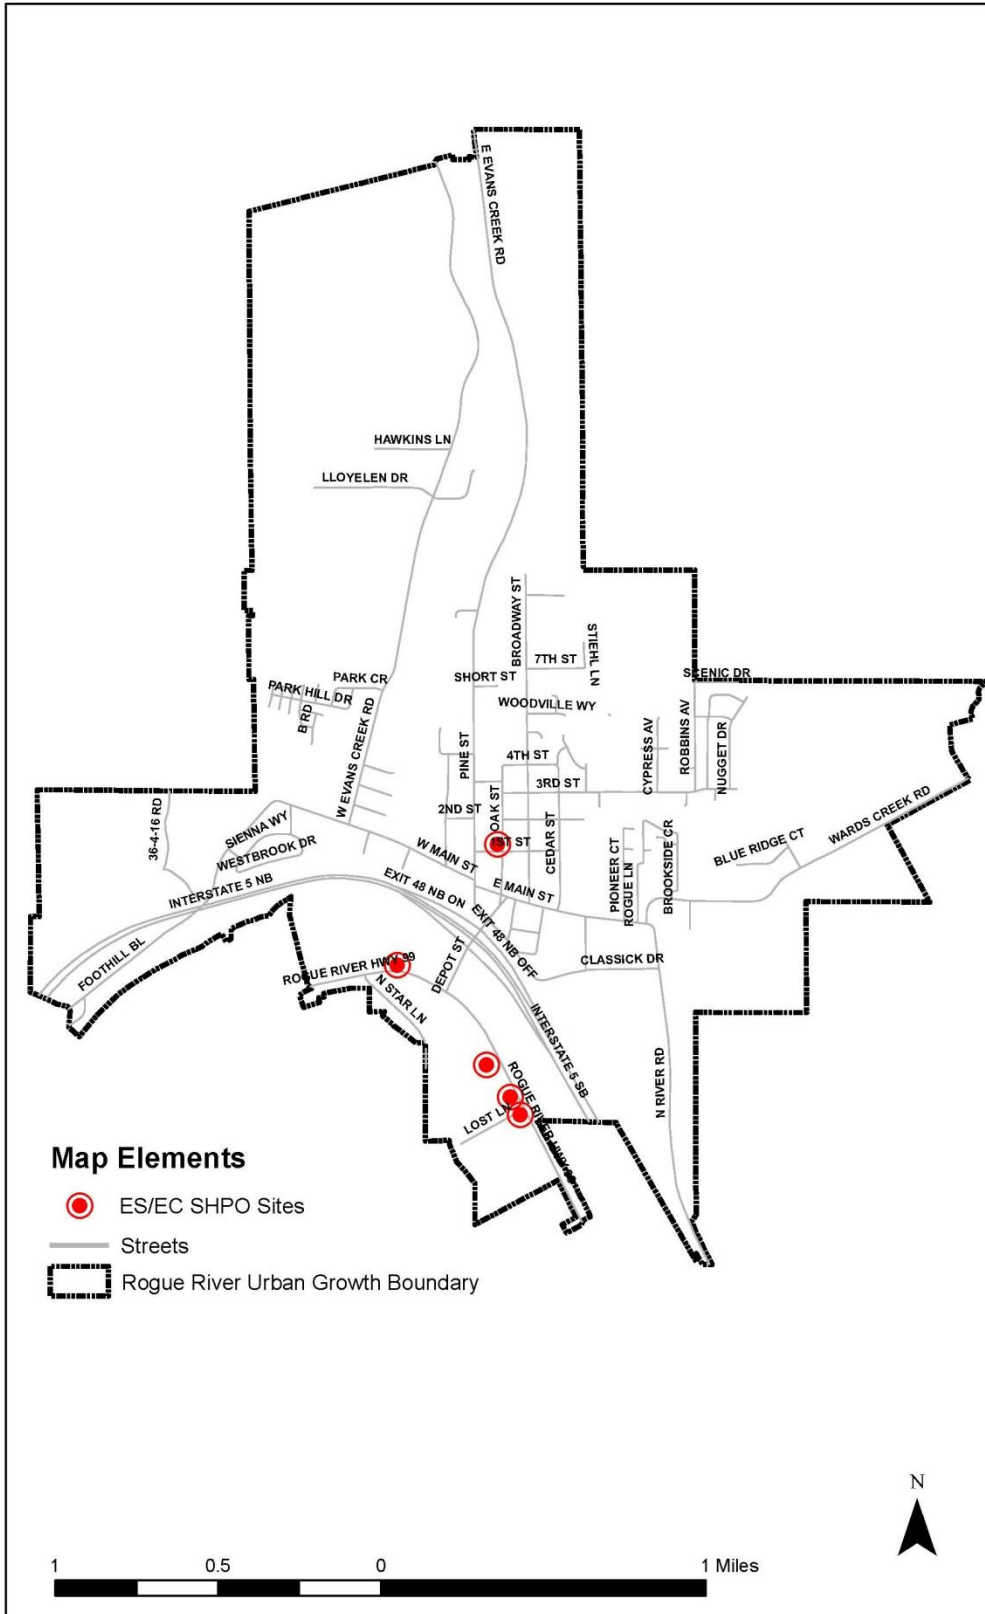 E EVANS CREEK RD
HAWKINS LN
LLOYELEN DR
BROADWAY ST
STIEHL LN
7TH ST
SHORT ST
SCENIC DR
PARK CR
PARK HILL DR
B RD
WOODVILLE WY
W EVANS CREEK RD
PINE ST
4TH ST
CYPRESS AV
ROBBINS AV
NUGGET DR
3RD ST
2ND ST
OAK ST
36-4-16 RD
SIENNA WY
WESTBROOK DR
W MAIN ST
1ST ST
CEDAR ST
PIONEER CT
ROGUE LN
BROOKSIDE CR
BLUE RIDGE CT
WARDS CREEK RD
INTERSTATE 5 NB
EXIT 48 NB ON
E MAIN ST
EXIT 48 NB OFF
FOOTHILL BL
ROGUE RIVER HWY 99
DEPOT ST
CLASSICK DR
N STAR LN
INTERSTATE 5 SB
N RIVER RD
ROGUE RIVER HWY 99
LOST LN
Map Elements
ES/EC SHPO Sites
Streets
Rogue River Urban Growth Boundary
N
1 0.5 0 1 Miles